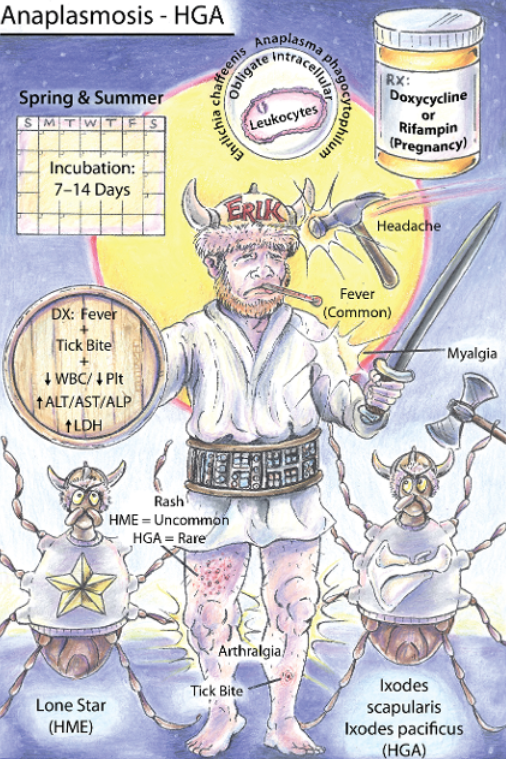 Anaplasmosis - HGA
Ehrlichia chaffeenis
Anaplasma phagocytophilum
Obligate Intracellular
Leukocytes
RX:
Doxycycline
or
Rifampin
(Pregnancy)
Spring & Summer
S M T W T F S
Incubation:
7–14 Days
ERIK
Headache
Fever
(Common)
Myalgia
DX: Fever
+
Tick Bite
+
↓WBC/↓Plt
↑ALT/AST/ALP
↑LDH
Rash
HME = Uncommon
HGA = Rare
Arthralgia
Tick Bite
Lone Star
(HME)
Ixodes
scapularis
Ixodes pacificus
(HGA)